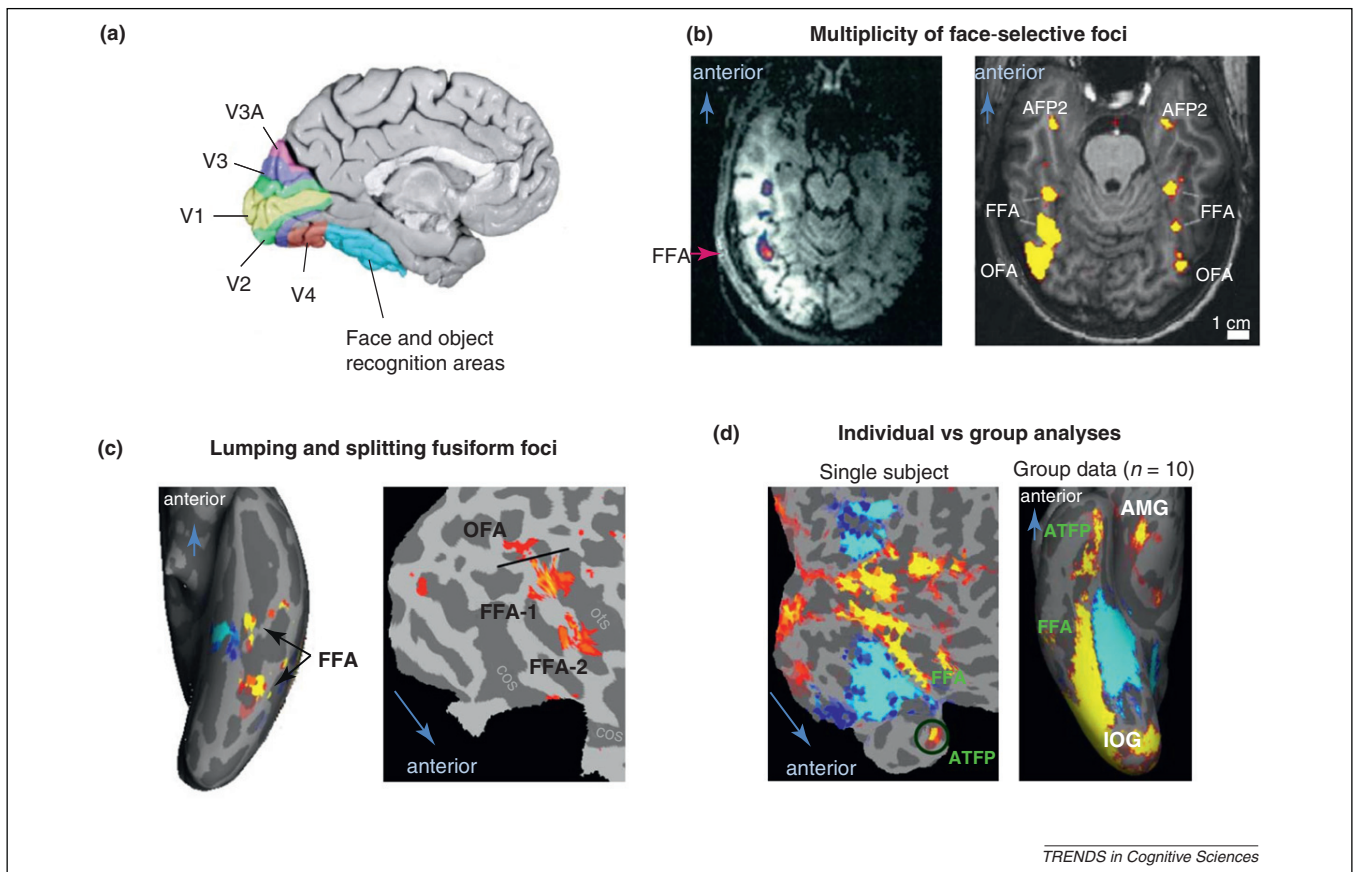 (a)
V3A
V3
V1
V2
V4
Face and object
recognition areas
(b)
Multiplicity of face-selective foci
anterior
FFA
anterior
AFP2
AFP2
FFA
FFA
OFA
OFA
1 cm
(c)
Lumping and splitting fusiform foci
anterior
FFA
OFA
FFA-1
ots
FFA-2
cos
cos
anterior
(d)
Individual vs group analyses
Single subject
FFA
ATFP
anterior
Group data (n = 10)
anterior
AMG
ATFP
FFA
IOG
TRENDS in Cognitive Sciences